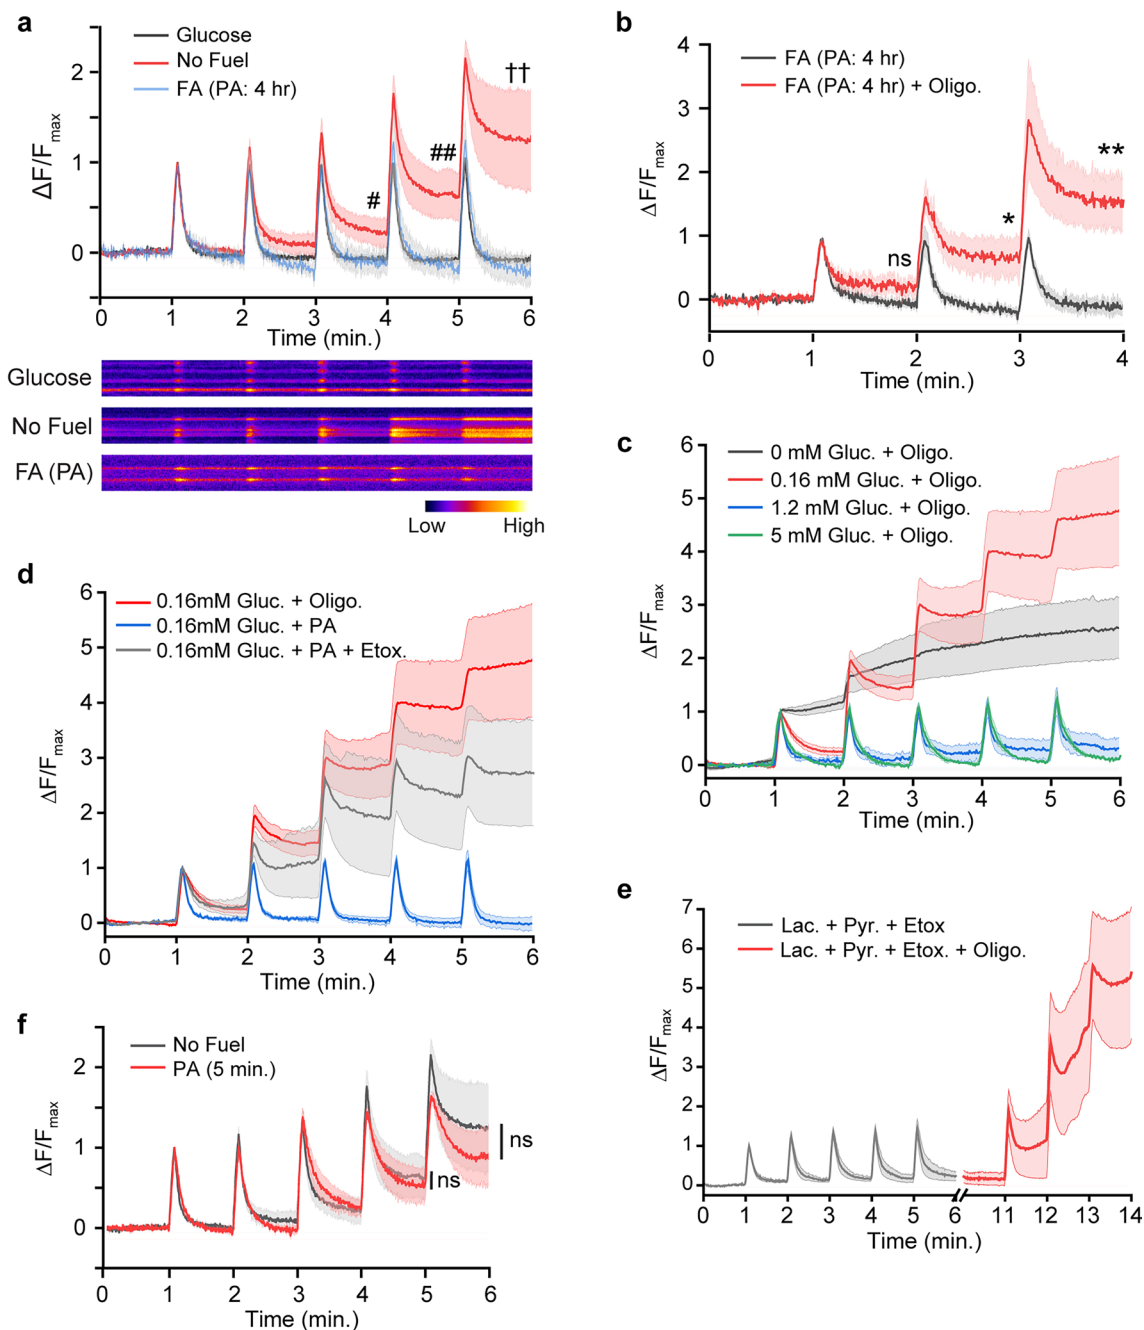 a
Glucose
No Fuel
FA (PA: 4 hr)
ΔF/Fmax
2
1
0
#
##
††
0 1 2 3 4 5 6
Time (min.)
Glucose
No Fuel
FA (PA)
Low High
b
FA (PA: 4 hr)
FA (PA: 4 hr) + Oligo.
ΔF/Fmax
4
3
2
1
0
ns
*
**
0 1 2 3 4
Time (min.)
c
0 mM Gluc. + Oligo.
0.16 mM Gluc. + Oligo.
1.2 mM Gluc. + Oligo.
5 mM Gluc. + Oligo.
ΔF/Fmax
6
5
4
3
2
1
0
0 1 2 3 4 5 6
Time (min.)
d
0.16mM Gluc. + Oligo.
0.16mM Gluc. + PA
0.16mM Gluc. + PA + Etox.
ΔF/Fmax
6
5
4
3
2
1
0
0 1 2 3 4 5 6
Time (min.)
e
Lac. + Pyr. + Etox
Lac. + Pyr. + Etox. + Oligo.
ΔF/Fmax
7
6
5
4
3
2
1
0
0 1 2 3 4 5 6 11 12 13 14
Time (min.)
f
No Fuel
PA (5 min.)
ΔF/Fmax
2
1
0
ns
ns
0 1 2 3 4 5 6
Time (min.)